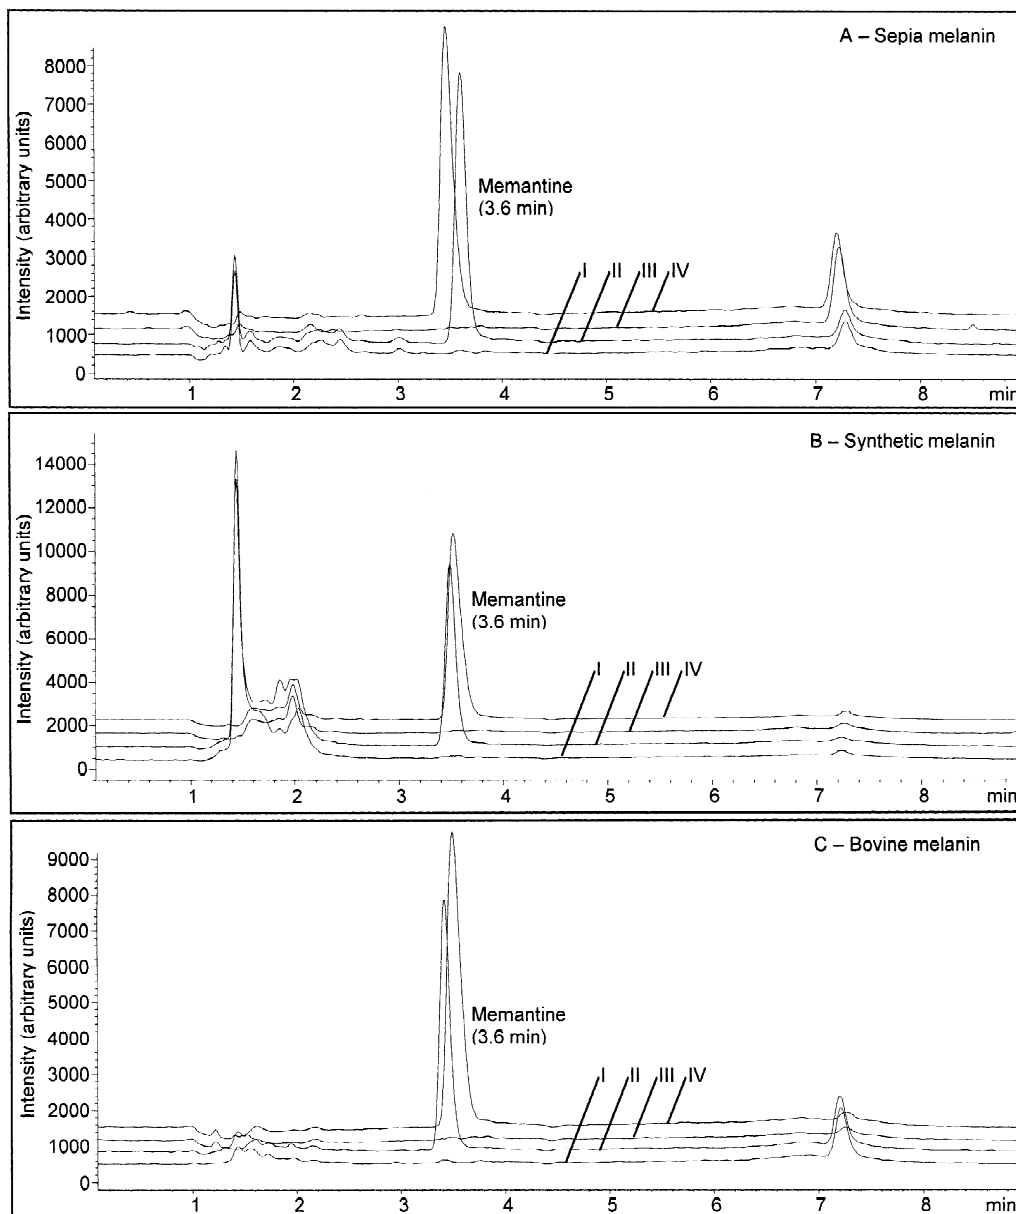 A – Sepia melanin
Intensity (arbitrary units)
8000
7000
6000
5000
4000
3000
2000
1000
0
Memantine
(3.6 min)
I II III IV
1 2 3 4 5 6 7 8 min
B – Synthetic melanin
Intensity (arbitrary units)
14000
12000
10000
8000
6000
4000
2000
0
Memantine
(3.6 min)
I II III IV
1 2 3 4 5 6 7 8 min
C – Bovine melanin
Intensity (arbitrary units)
9000
8000
7000
6000
5000
4000
3000
2000
1000
0
Memantine
(3.6 min)
I II III IV
1 2 3 4 5 6 7 8 min